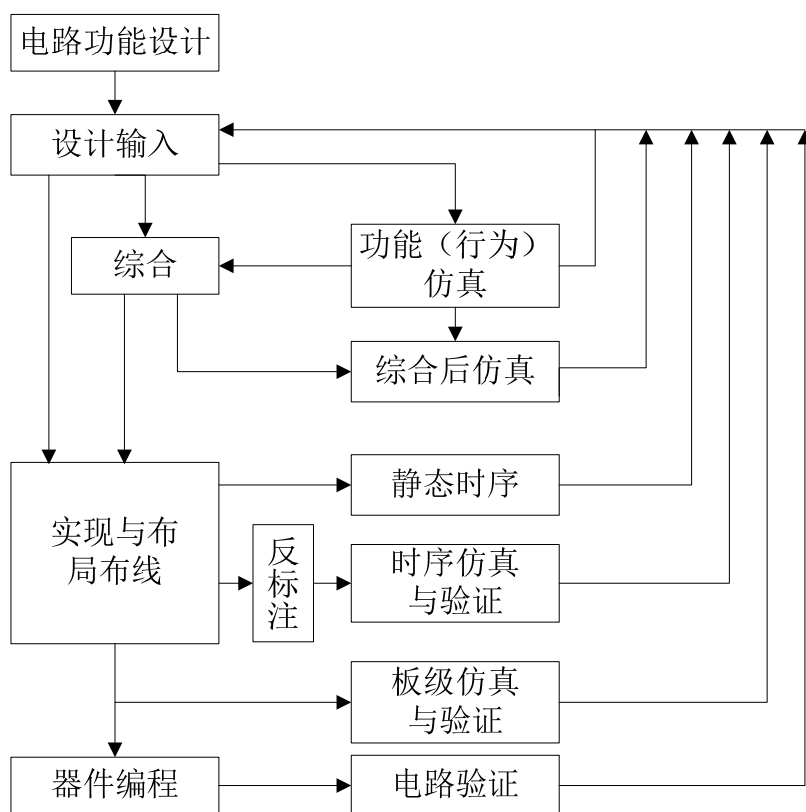 电路功能设计
设计输入
综合
功能（行为）
仿真
综合后仿真
静态时序
实现与布
局布线
反
标
注
时序仿真
与验证
板级仿真
与验证
器件编程
电路验证